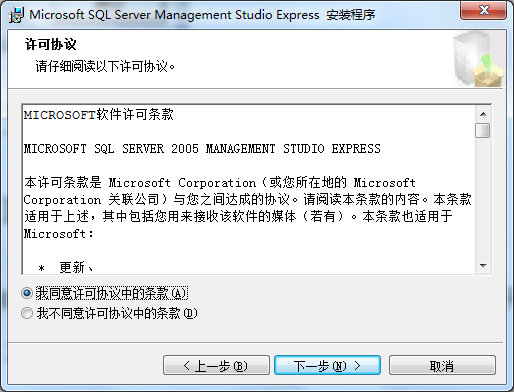 Microsoft SQL Server Management Studio Express 安装程序
许可协议
请仔细阅读以下许可协议。
MICROSOFT软件许可条款
MICROSOFT SQL SERVER 2005 MANAGEMENT STUDIO EXPRESS
本许可条款是 Microsoft Corporation（或您所在地的 Microsoft
Corporation 关联公司）与您之间达成的协议。请阅读本条款的内容。本条款
适用于上述，其中包括您用来接收该软件的媒体（若有）。本条款也适用于
Microsoft：
* 更新、
我同意许可协议中的条款(A)
我不同意许可协议中的条款(D)
< 上一步(B)
下一步(N) >
取消